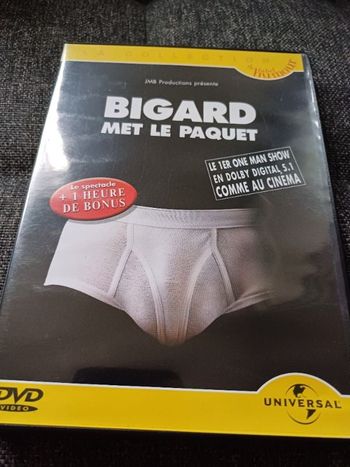 LA COLLECTION
JMB Productions présente
BIGARD
MET LE PAQUET
LE 1ER ONE MAN SHOW
EN DOLBY DIGITAL 5.1
COMME AU CINEMA
Le spectacle
+ 1 HEURE
DE BONUS
DVD
VIDEO
UNIVERSAL